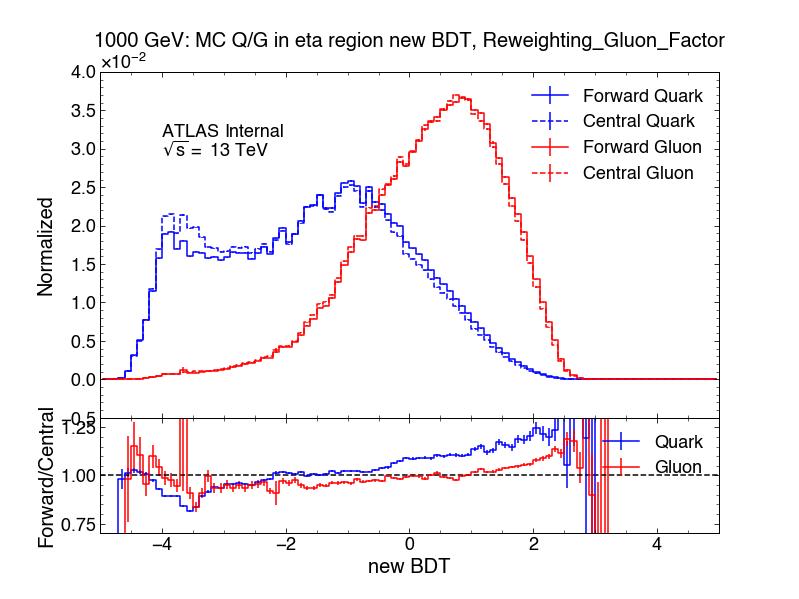 1000 GeV: MC Q/G in eta region new BDT, Reweighting_Gluon_Factor
×10⁻²
4.0
3.5
3.0
2.5
2.0
1.5
1.0
0.5
0.0
−0.5
Normalized
ATLAS Internal
√s = 13 TeV
Forward Quark
Central Quark
Forward Gluon
Central Gluon
Forward/Central
1.25
1.00
0.75
Quark
Gluon
−4
−2
0
2
4
new BDT